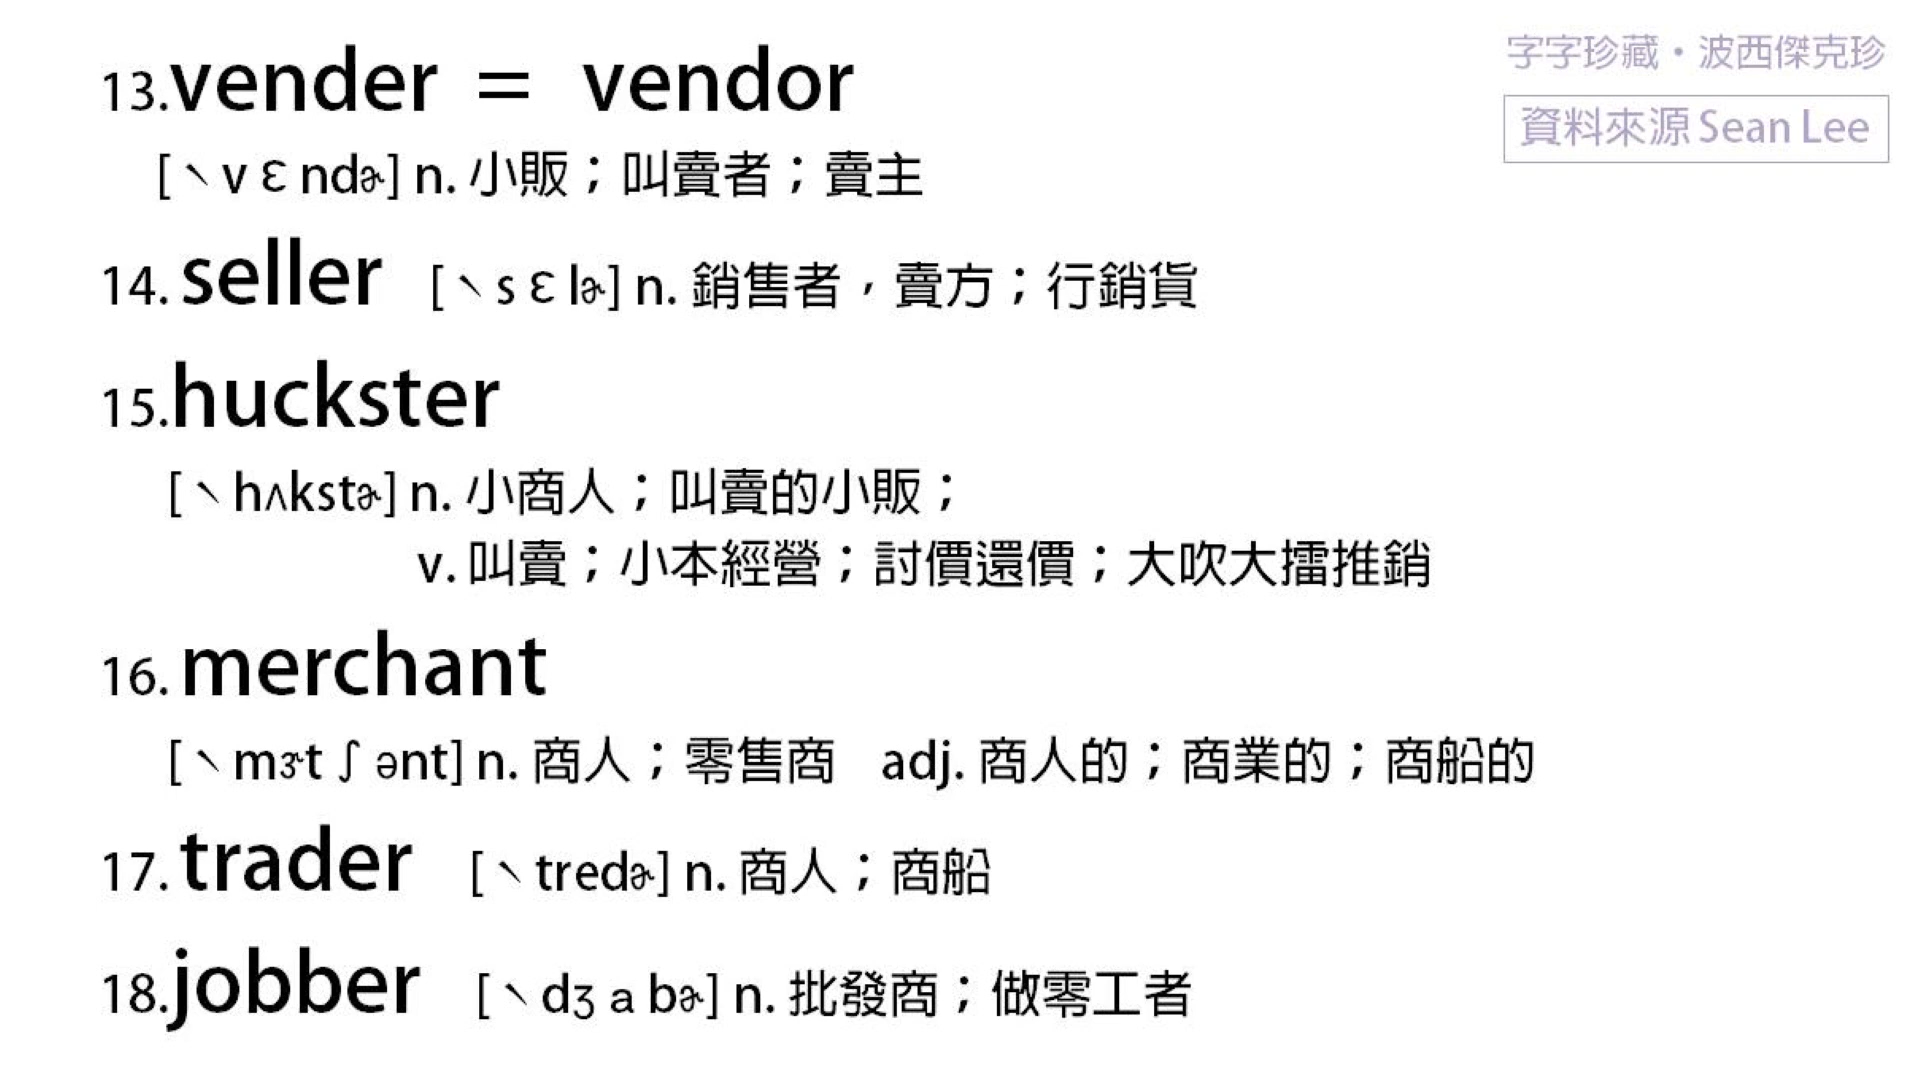 字字珍藏・波西傑克珍
資料來源 Sean Lee
13.vender = vendor
[ˋvɛndɚ] n. 小販；叫賣者；賣主
14. seller [ˋsɛlɚ] n. 銷售者，賣方；行銷貨
15.huckster
[ˋhʌkstɚ] n. 小商人；叫賣的小販；
v. 叫賣；小本經營；討價還價；大吹大擂推銷
16. merchant
[ˋmɝtʃənt] n. 商人；零售商 adj. 商人的；商業的；商船的
17. trader [ˋtredɚ] n. 商人；商船
18.jobber [ˋdʒabɚ] n. 批發商；做零工者